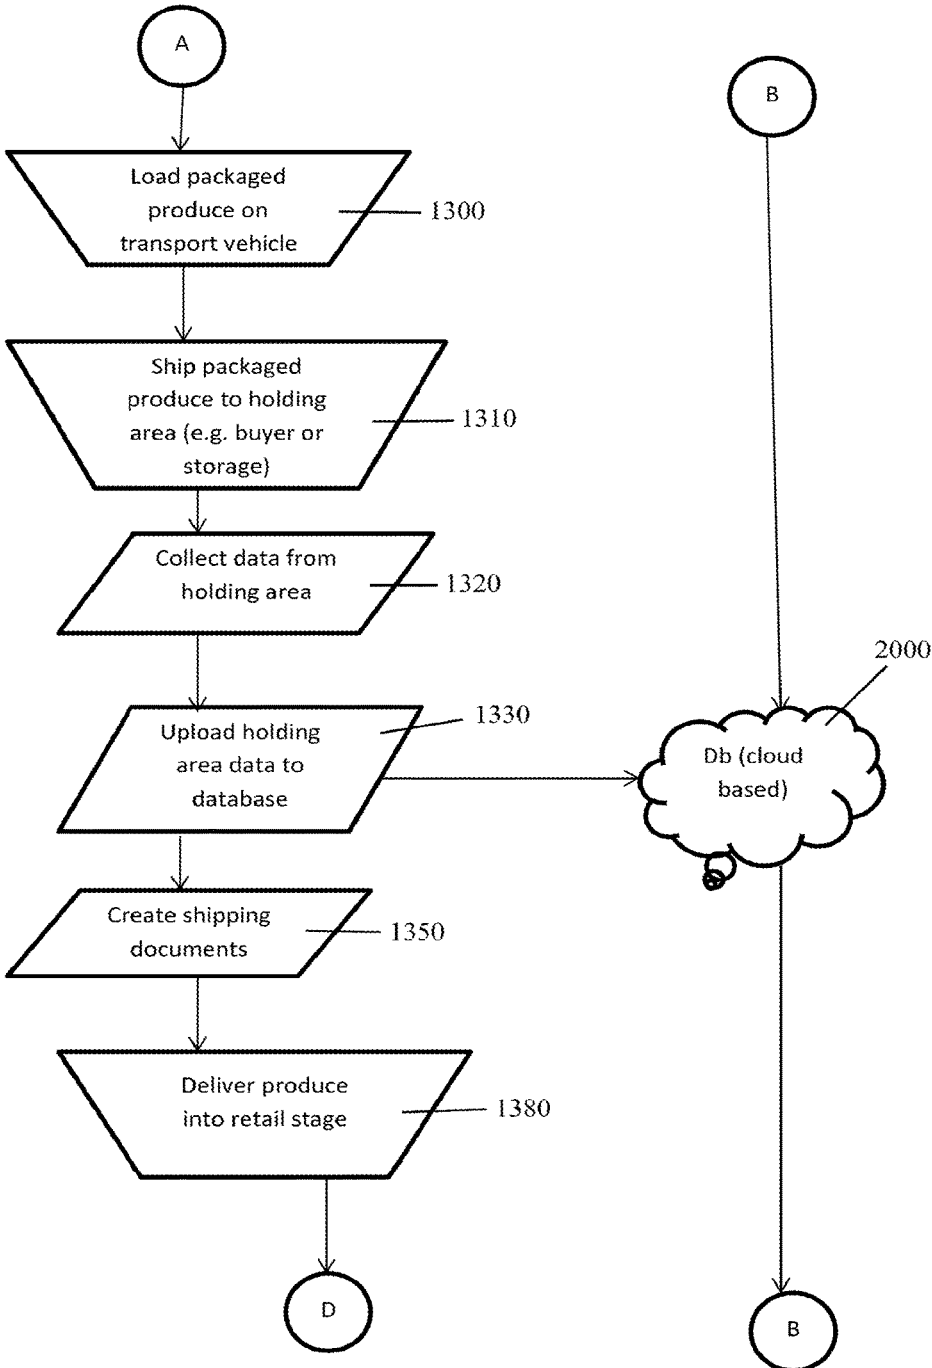 A
B
Load packaged
produce on
transport vehicle
1300
Ship packaged
produce to holding
area (e.g. buyer or
storage)
1310
Collect data from
holding area
1320
2000
Upload holding
area data to
database
1330
Db (cloud
based)
Create shipping
documents
1350
Deliver produce
into retail stage
1380
D
B